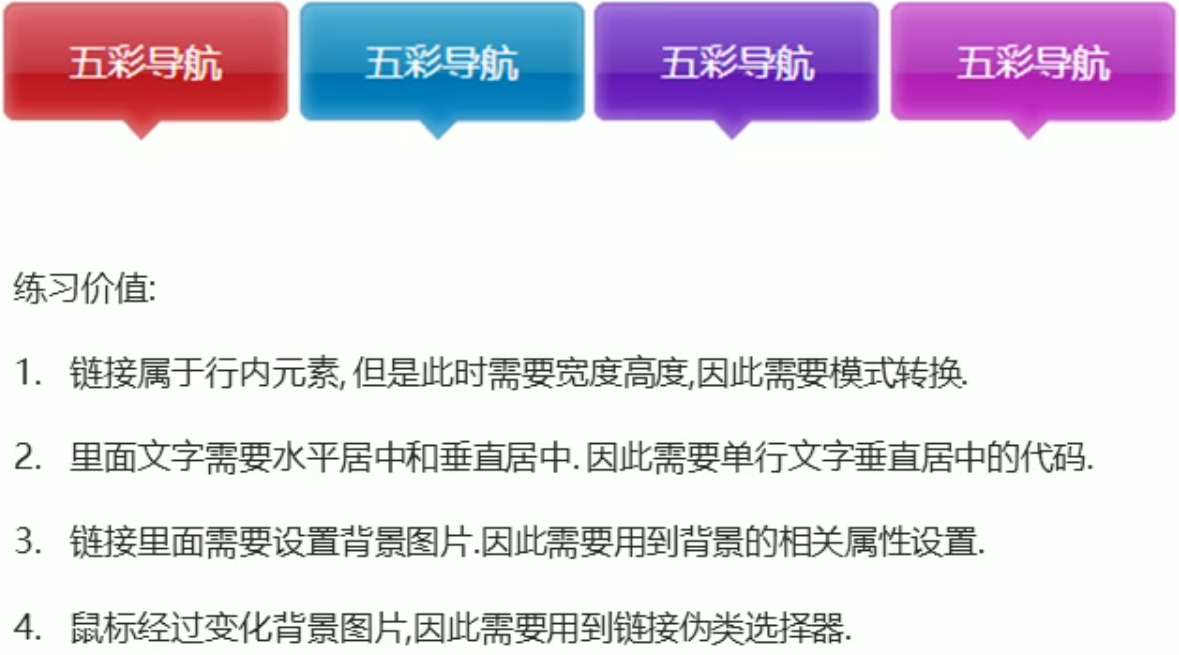 五彩导航 五彩导航 五彩导航 五彩导航
练习价值:
1. 链接属于行内元素,但是此时需要宽度高度,因此需要模式转换.
2. 里面文字需要水平居中和垂直居中.因此需要单行文字垂直居中的代码.
3. 链接里面需要设置背景图片.因此需要用到背景的相关属性设置.
4. 鼠标经过变化背景图片,因此需要用到链接伪类选择器.